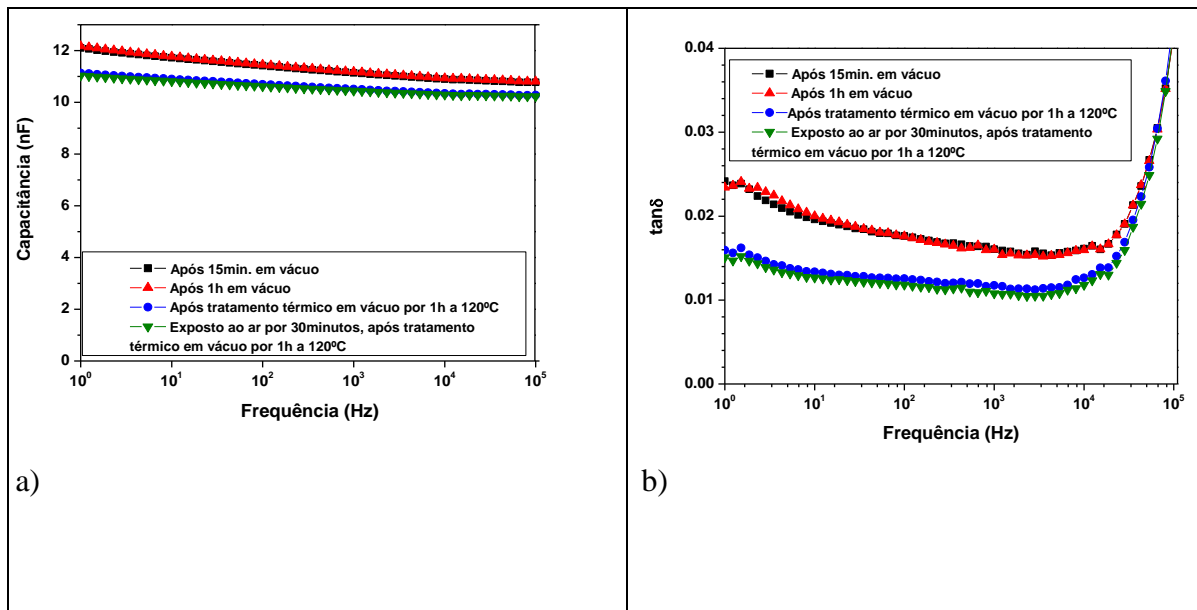 12
10
8
6
4
2
0
Capacitância (nF)
Após 15min. em vácuo
Após 1h em vácuo
Após tratamento térmico em vácuo por 1h a 120ºC
Exposto ao ar por 30minutos, após tratamento
térmico em vácuo por 1h a 120ºC
10⁰ 10¹ 10² 10³ 10⁴ 10⁵
Frequência (Hz)
a)
0.04
0.03
0.02
0.01
0.00
tanδ
Após 15min. em vácuo
Após 1h em vácuo
Após tratamento térmico em vácuo por 1h a 120ºC
Exposto ao ar por 30minutos, após tratamento
térmico em vácuo por 1h a 120ºC
10⁰ 10¹ 10² 10³ 10⁴ 10⁵
Frequência (Hz)
b)